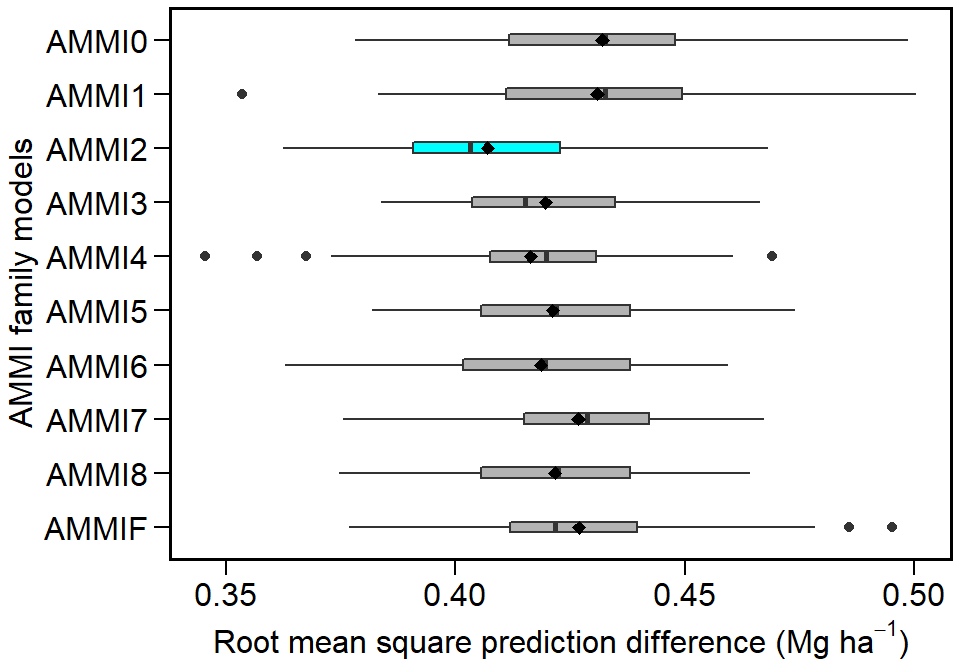 AMMI family models
AMMI0
AMMI1
AMMI2
AMMI3
AMMI4
AMMI5
AMMI6
AMMI7
AMMI8
AMMIF
0.35 0.40 0.45 0.50
Root mean square prediction difference (Mg ha⁻¹)